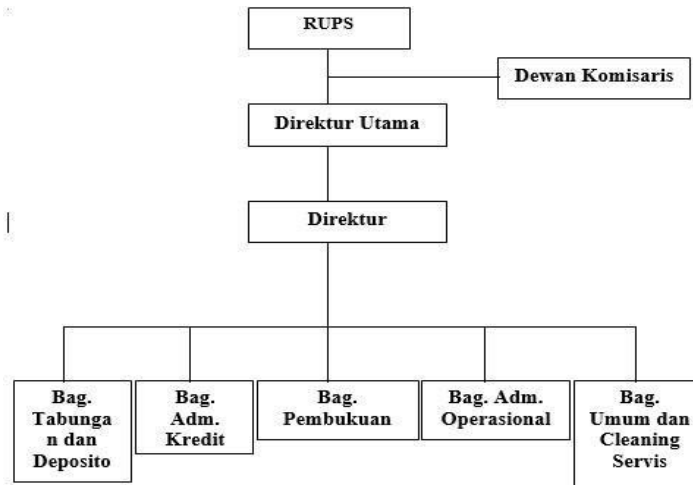 RUPS
Dewan Komisaris
Direktur Utama
Direktur
Bag.
Tabunga
n dan
Deposito
Bag.
Adm.
Kredit
Bag.
Pembukuan
Bag. Adm.
Operasional
Bag.
Umum dan
Cleaning
Servis